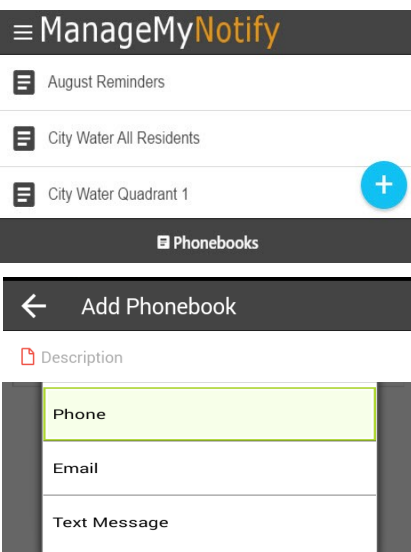 ManageMyNotify
August Reminders
City Water All Residents
City Water Quadrant 1
Phonebooks
Add Phonebook
Description
Phone
Email
Text Message